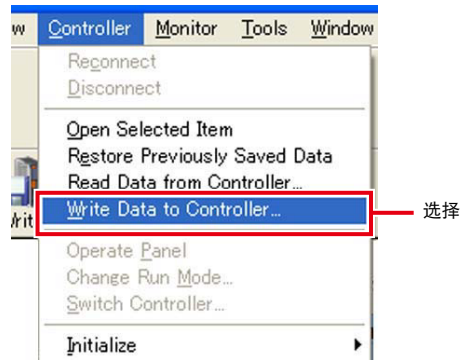 w Controller Monitor Tools Window
Reconnect
Disconnect
Open Selected Item
Restore Previously Saved Data
Read Data from Controller...
Write Data to Controller...
选择
Operate Panel
Change Run Mode...
Switch Controller...
Initialize